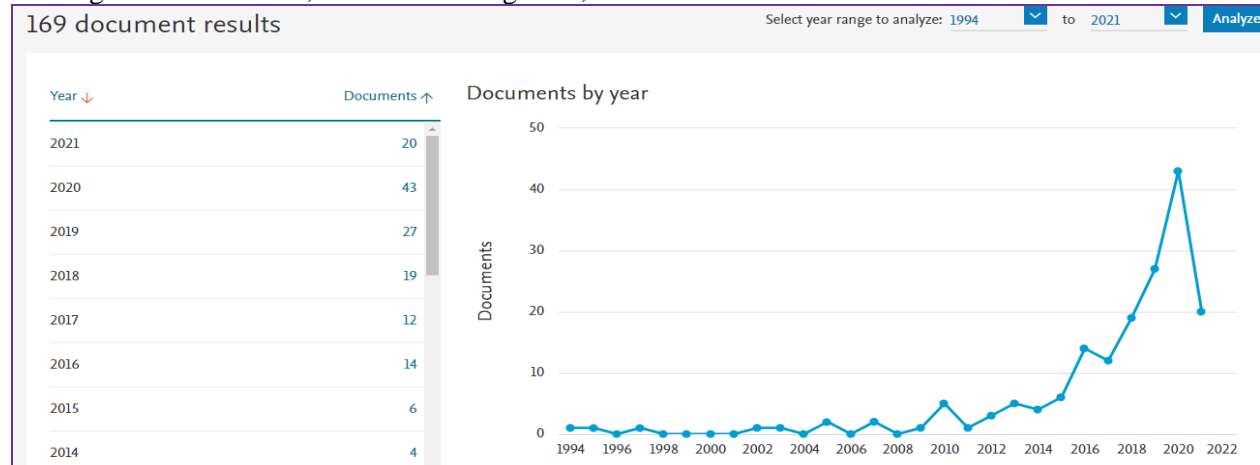 169 document results
Select year range to analyze: 1994 to 2021 Analyze
Year Documents
2021 20
2020 43
2019 27
2018 19
2017 12
2016 14
2015 6
2014 4
Documents by year
50
40
30
20
10
0
Documents
1994 1996 1998 2000 2002 2004 2006 2008 2010 2012 2014 2016 2018 2020 2022